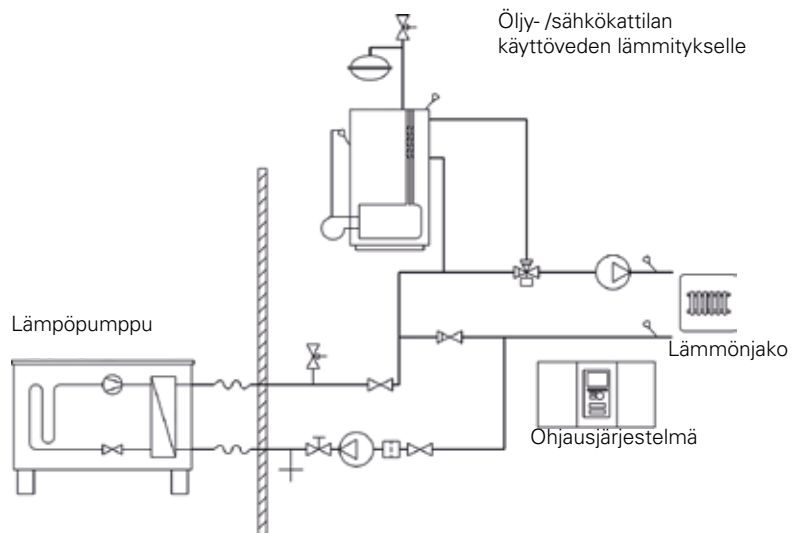 Öljy- /sähkökattilan
käyttöveden lämmitykselle
Lämpöpumppu
Lämmönjako
Ohjausjärjestelmä